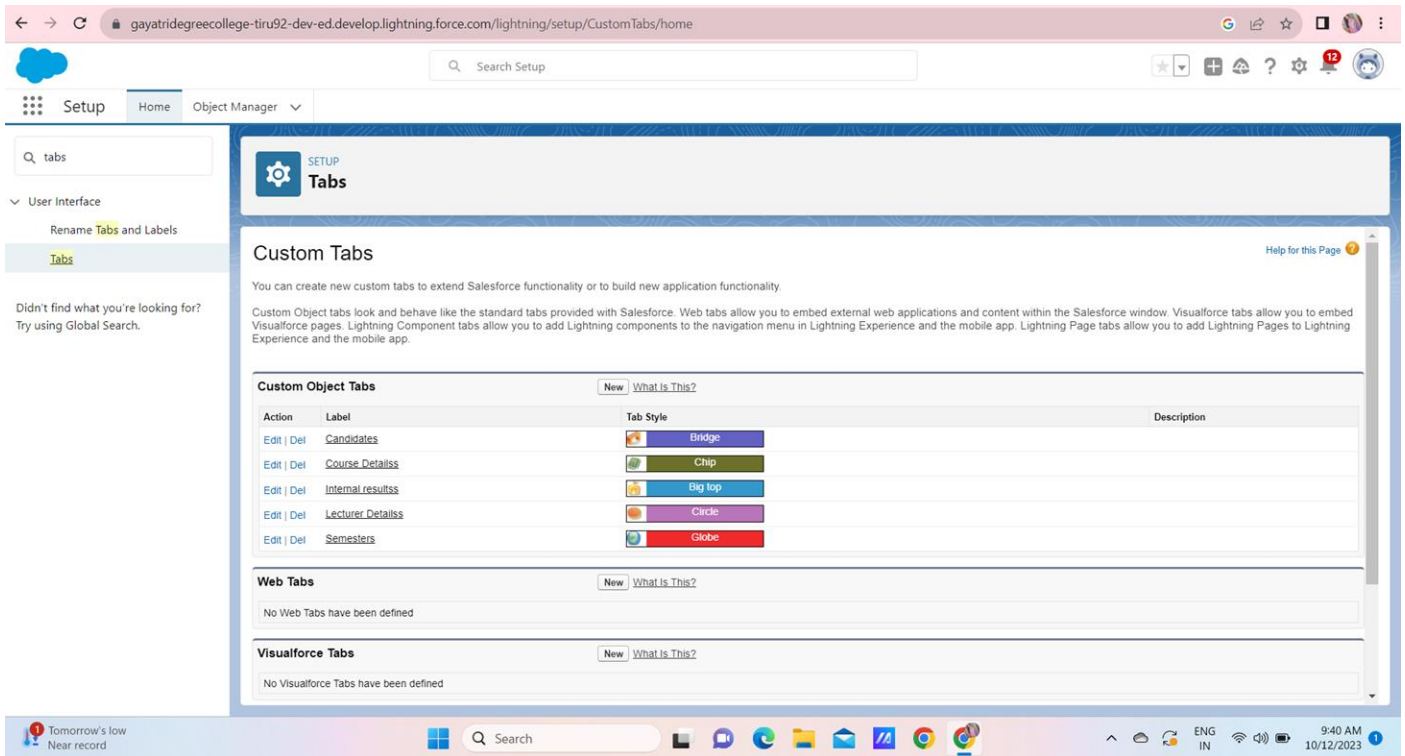 gayatridegreecollege-tiru92-dev-ed.develop.lightning.force.com/lightning/setup/CustomTabs/home
G
Search Setup
12
Setup
Home
Object Manager
tabs
User Interface
Rename Tabs and Labels
Tabs
Didn't find what you're looking for?
Try using Global Search.
SETUP
Tabs
Custom Tabs
Help for this Page
You can create new custom tabs to extend Salesforce functionality or to build new application functionality.
Custom Object tabs look and behave like the standard tabs provided with Salesforce. Web tabs allow you to embed external web applications and content within the Salesforce window. Visualforce tabs allow you to embed
Visualforce pages. Lightning Component tabs allow you to add Lightning components to the navigation menu in Lightning Experience and the mobile app. Lightning Page tabs allow you to add Lightning Pages to Lightning
Experience and the mobile app.
Custom Object Tabs New What Is This?
Action Label Tab Style Description
Edit | Del Candidates Bridge
Edit | Del Course Detailss Chip
Edit | Del Internal resultss Big top
Edit | Del Lecturer Detailss Circle
Edit | Del Semesters Globe
Web Tabs New What Is This?
No Web Tabs have been defined
Visualforce Tabs New What Is This?
No Visualforce Tabs have been defined
1
Tomorrow's low
Near record
Search
ENG
IN
9:40 AM
10/12/2023
1